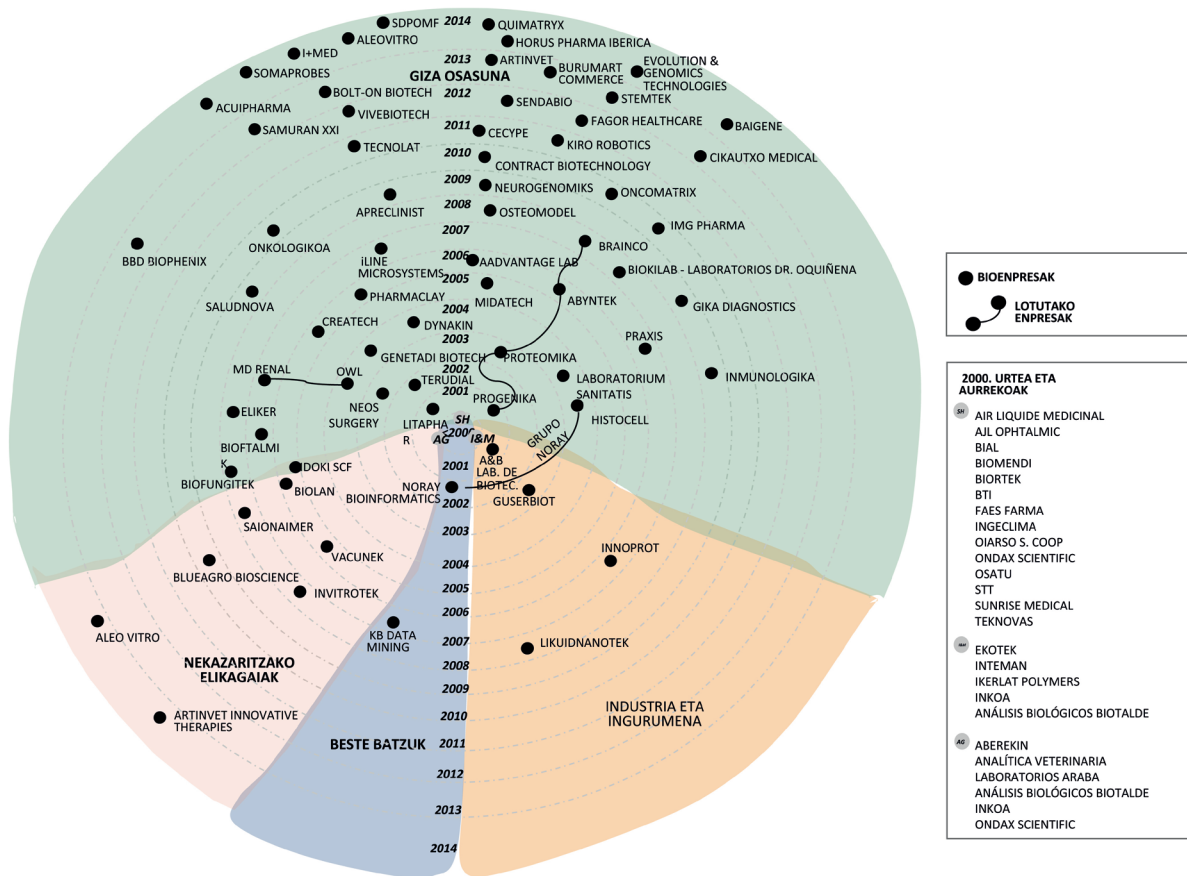 SDPOMF
2014
QUIMATRYX
ALEOVITRO
HORUS PHARMA IBERICA
I+MED
2013
ARTINVET
EVOLUTION &
GENOMICS
TECHNOLOGIES
SOMAPROBES
GIZA OSASUNA
BURUMART
COMMERCE
BOLT-ON BIOTECH
2012
SENDABIO
STEMTEK
ACUIPHARMA
VIVEBIOTECH
FAGOR HEALTHCARE
BAIGENE
SAMURAN XXI
2011
CECYPE
KIRO ROBOTICS
TECNOLAT
2010
CONTRACT BIOTECHNOLOGY
CIKAUTXO MEDICAL
2009
NEUROGENOMIKS
ONCOMATRIX
APRECLINIST
2008
OSTEOMODEL
2007
IMG PHARMA
ONKOLOGIKOA
BRAINCO
BBD BIOPHENIX
iLINE
MICROSYSTEMS
2006
AADVANTAGE LAB
BIOKILAB - LABORATORIOS DR. OQUIÑENA
2005
SALUDNOVA
PHARMACLAY
MIDATECH
ABYNTEK
GIKA DIAGNOSTICS
2004
CREATECH
DYNAKIN
2003
PRAXIS
GENETADI BIOTECH
PROTEOMIKA
MD RENAL
OWL
2002
TERUDIAL
LABORATORIUM
SANITATIS
INMUNOLOGIKA
2001
NEOS
SURGERY
PROGENIKA
ELIKER
LITAPHA
R
SH
HISTOCELL
2000
AG
I&M
GRUPO
NORAY
BIOFTALMI
K
A&B
LAB. DE
BIOTEC.
IDOKI SCF
2001
BIOFUNGITEK
BIOLAN
NORAY
BIOINFORMATICS
GUSERBIOT
2002
SAIONAIMER
2003
VACUNEK
INNOPROT
BLUEAGRO BIOSCIENCE
2004
INVITROTEK
2005
2006
ALEO VITRO
KB DATA
MINING
2007
LIKUIDNANOTEK
NEKAZARITZAKO
ELIKAGAIAK
2008
2009
ARTINVET INNOVATIVE
THERAPIES
2010
INDUSTRIA ETA
INGURUMENA
BESTE BATZUK
2011
2012
2013
2014
BIOENPRESAK
LOTUTAKO
ENPRESAK
2000. URTEA ETA
AURREKOAK
SH
AIR LIQUIDE MEDICINAL
AJL OPHTALMIC
BIAL
BIOMENDI
BIORTEK
BTI
FAES FARMA
INGECLIMA
OIARSO S. COOP
ONDAX SCIENTIFIC
OSATU
STT
SUNRISE MEDICAL
TEKNOVAS
I&M
EKOTEK
INTEMAN
IKERLAT POLYMERS
INKOA
ANÁLISIS BIOLÓGICOS BIOTALDE
AG
ABEREKIN
ANALÍTICA VETERINARIA
LABORATORIOS ARABA
ANÁLISIS BIOLÓGICOS BIOTALDE
INKOA
ONDAX SCIENTIFIC